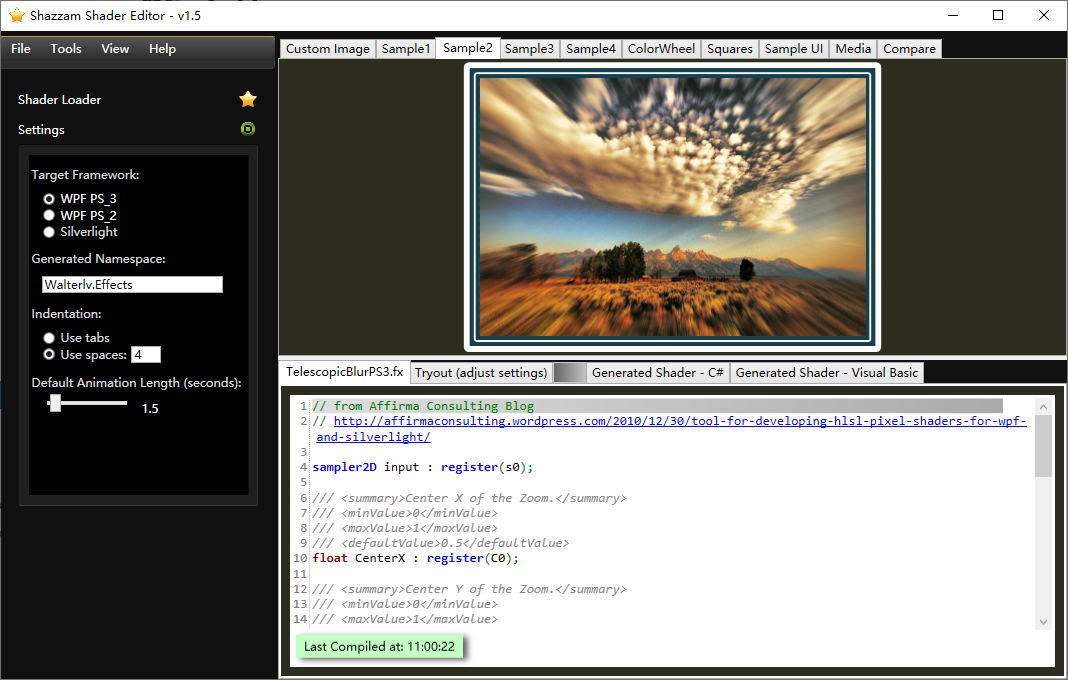 Shazzam Shader Editor - v1.5
File Tools View Help
Shader Loader
Settings
Target Framework:
WPF PS_3
WPF PS_2
Silverlight
Generated Namespace:
Walterlv.Effects
Indentation:
Use tabs
Use spaces: 4
Default Animation Length (seconds):
1.5
Custom Image Sample1 Sample2 Sample3 Sample4 ColorWheel Squares Sample UI Media Compare
TelescopicBlurPS3.fx Tryout (adjust settings) Generated Shader - C# Generated Shader - Visual Basic
1 // from Affirma Consulting Blog
2 // http://affirmaconsulting.wordpress.com/2010/12/30/tool-for-developing-hlsl-pixel-shaders-for-wpf-
and-silverlight/
3
4 sampler2D input : register(s0);
5
6 /// <summary>Center X of the Zoom.</summary>
7 /// <minValue>0</minValue>
8 /// <maxValue>1</maxValue>
9 /// <defaultValue>0.5</defaultValue>
10 float CenterX : register(C0);
11
12 /// <summary>Center Y of the Zoom.</summary>
13 /// <minValue>0</minValue>
14 /// <maxValue>1</maxValue>
Last Compiled at: 11:00:22